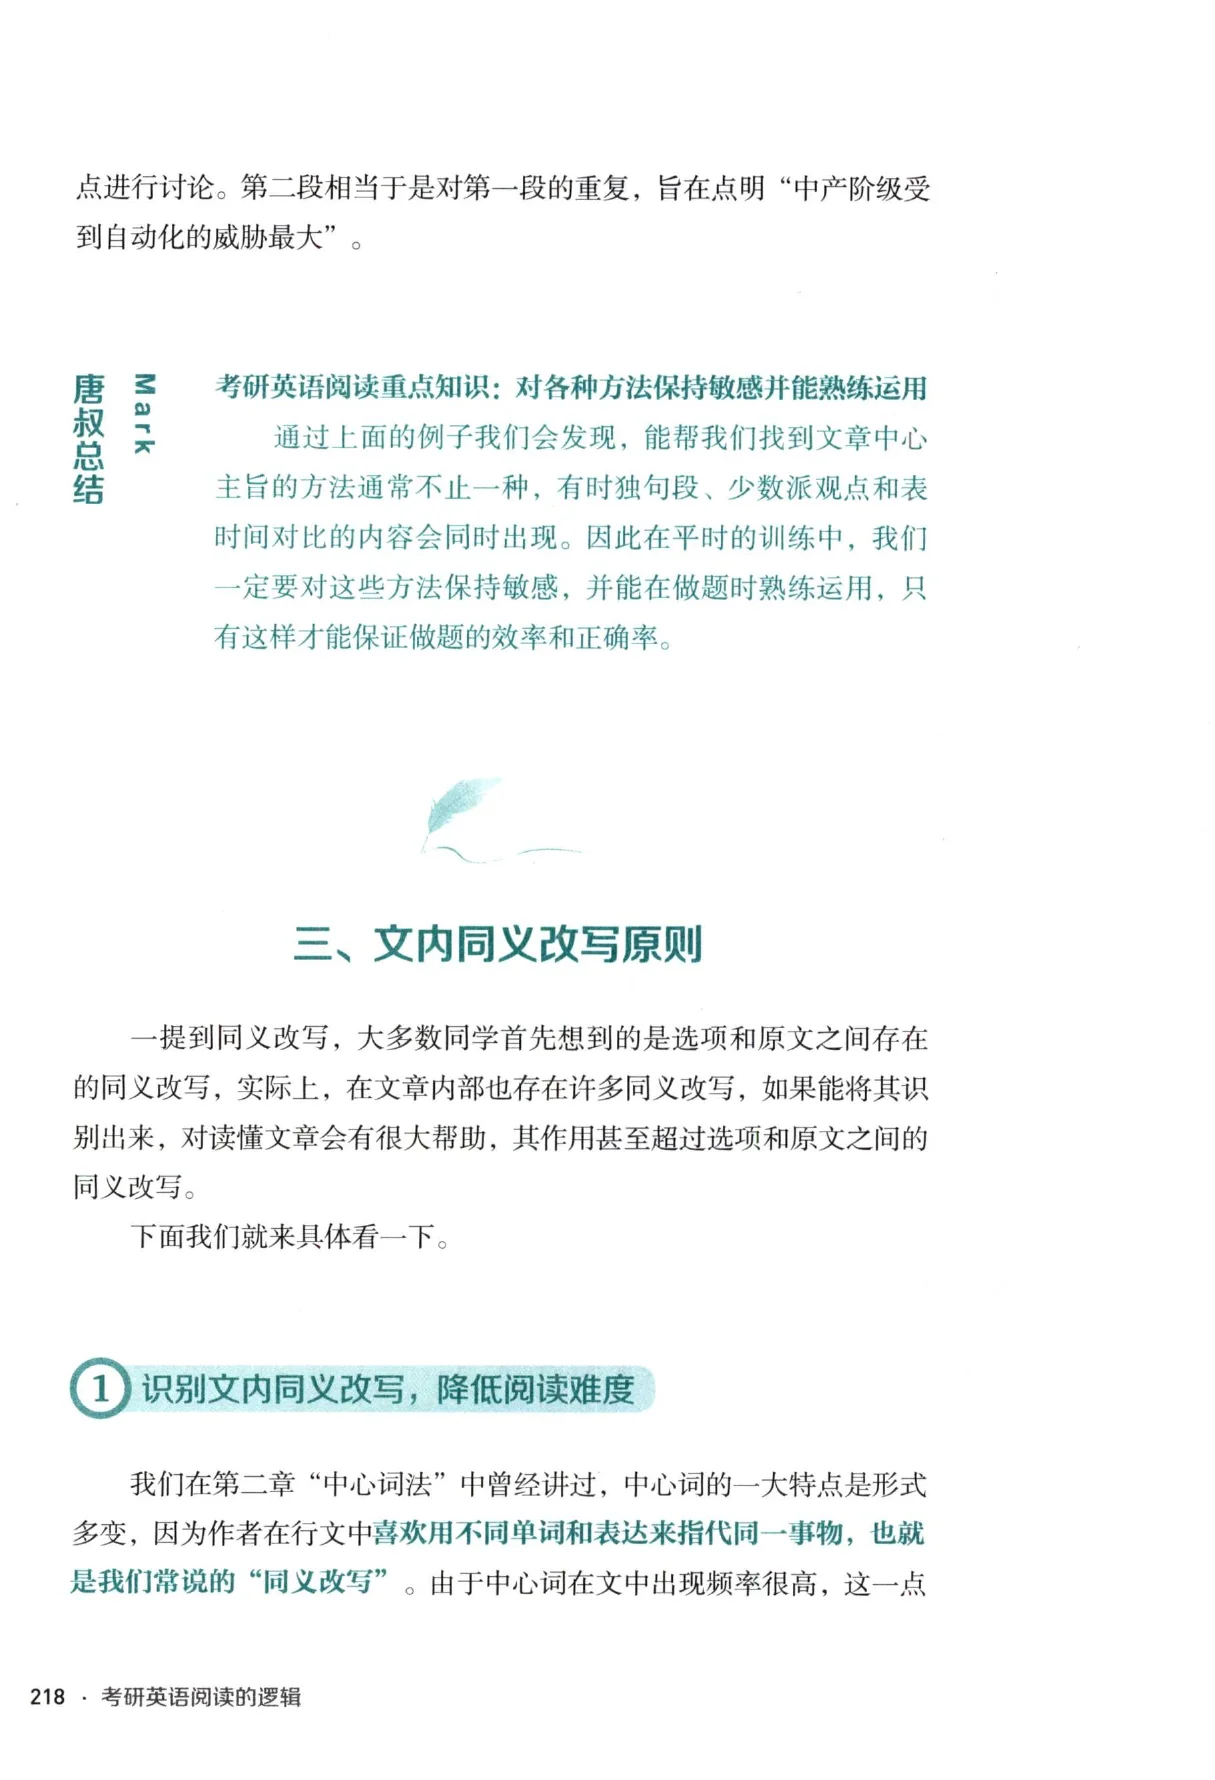 点进行讨论。第二段相当于是对第一段的重复，旨在点明“中产阶级受
到自动化的威胁最大”。
唐叔总结
Mark
考研英语阅读重点知识：对各种方法保持敏感并能熟练运用
通过上面的例子我们会发现，能帮我们找到文章中心
主旨的方法通常不止一种，有时独句段、少数派观点和表
时间对比的内容会同时出现。因此在平时的训练中，我们
一定要对这些方法保持敏感，并能在做题时熟练运用，只
有这样才能保证做题的效率和正确率。
三、文内同义改写原则
一提到同义改写，大多数同学首先想到的是选项和原文之间存在
的同义改写，实际上，在文章内部也存在许多同义改写，如果能将其识
别出来，对读懂文章会有很大帮助，其作用甚至超过选项和原文之间的
同义改写。
下面我们就来具体看一下。
1 识别文内同义改写，降低阅读难度
我们在第二章“中心词法”中曾经讲过，中心词的一大特点是形式
多变，因为作者在行文中喜欢用不同单词和表达来指代同一事物，也就
是我们常说的“同义改写”。由于中心词在文中出现频率很高，这一点
218 · 考研英语阅读的逻辑